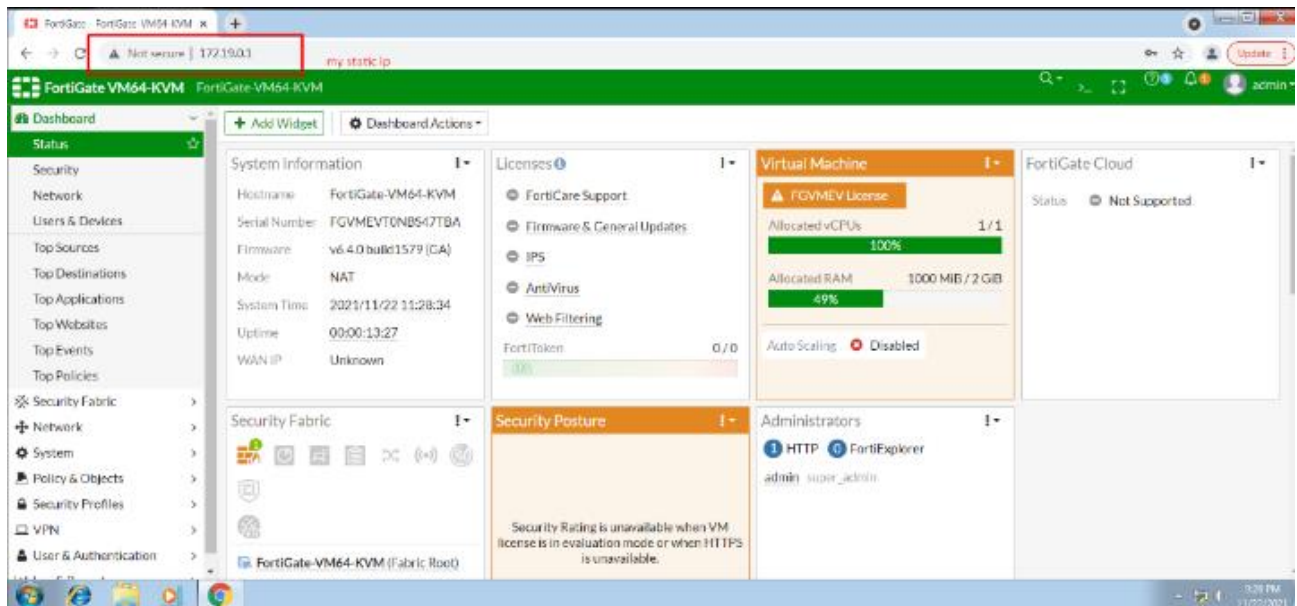 FortiGate - FortiGate-VM64-KVM
Not secure | 172.19.0.1
my static ip
Update
FortiGate VM64-KVM FortiGate-VM64-KVM
admin
Dashboard
Status
Security
Network
Users & Devices
Top Sources
Top Destinations
Top Applications
Top Websites
Top Events
Top Policies
Security Fabric
Network
System
Policy & Objects
Security Profiles
VPN
User & Authentication
+ Add Widget
Dashboard Actions
System Information
Hostname FortiGate-VM64-KVM
Serial Number FGVMEVT0NBS47TBA
Firmware v6.4.0 build1579 (GA)
Mode NAT
System Time 2021/11/22 11:28:34
Uptime 00:00:13:27
WAN IP Unknown
Licenses
FortiCare Support
Firmware & General Updates
IPS
AntiVirus
Web Filtering
FortiToken 0 / 0
0%
Virtual Machine
FGVMEV License
Allocated vCPUs 1 / 1
100%
Allocated RAM 1000 MiB / 2 GiB
49%
Auto Scaling Disabled
FortiGate Cloud
Status Not Supported
Security Fabric
FortiGate-VM64-KVM (Fabric Root)
Security Posture
Security Rating is unavailable when VM
license is in evaluation mode or when HTTPS
is unavailable.
Administrators
1 HTTP 0 FortiExplorer
admin super_admin
9:28 PM
11/22/2021